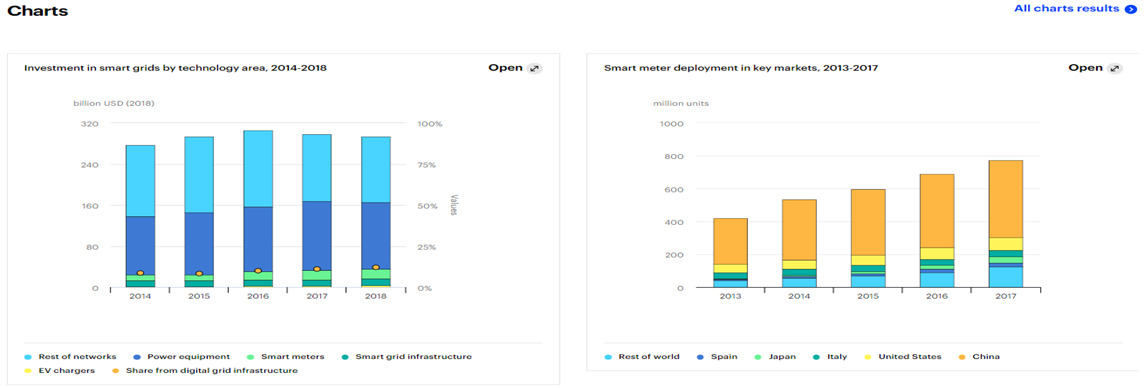 Charts
All charts results
Investment in smart grids by technology area, 2014-2018
Open
billion USD (2018)
320
240
160
80
0
100%
75%
50%
25%
0%
Values
2014 2015 2016 2017 2018
Rest of networks Power equipment Smart meters Smart grid infrastructure
EV chargers Share from digital grid infrastructure
Smart meter deployment in key markets, 2013-2017
Open
million units
1000
800
600
400
200
0
2013 2014 2015 2016 2017
Rest of world Spain Japan Italy United States China